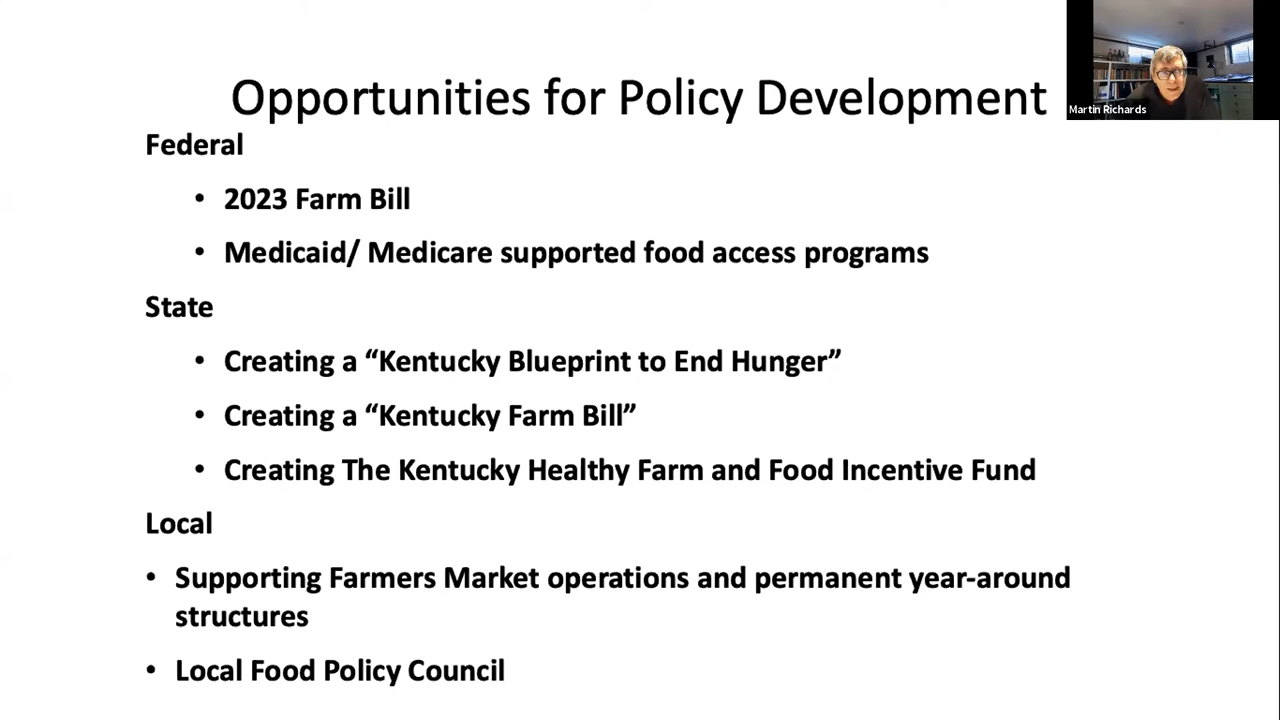 Opportunities for Policy Development
Martin Richards
Federal
• 2023 Farm Bill
• Medicaid/ Medicare supported food access programs
State
• Creating a “Kentucky Blueprint to End Hunger”
• Creating a “Kentucky Farm Bill”
• Creating The Kentucky Healthy Farm and Food Incentive Fund
Local
• Supporting Farmers Market operations and permanent year-around
structures
• Local Food Policy Council